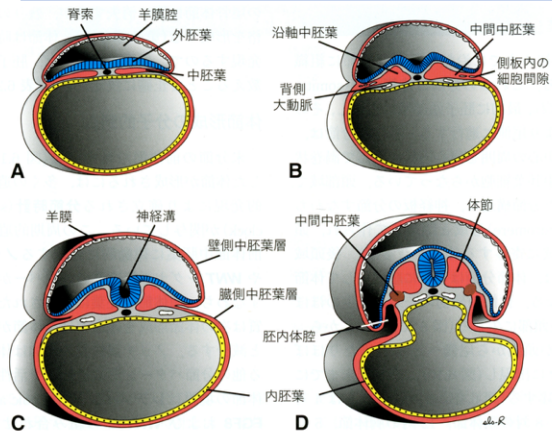 脊索
羊膜腔
外胚葉
中胚葉
A
沿軸中胚葉
中間中胚葉
側板内の
細胞間隙
背側
大動脈
B
羊膜
神経溝
壁側中胚葉層
臓側中胚葉層
内胚葉
C
中間中胚葉
体節
胚内体腔
D